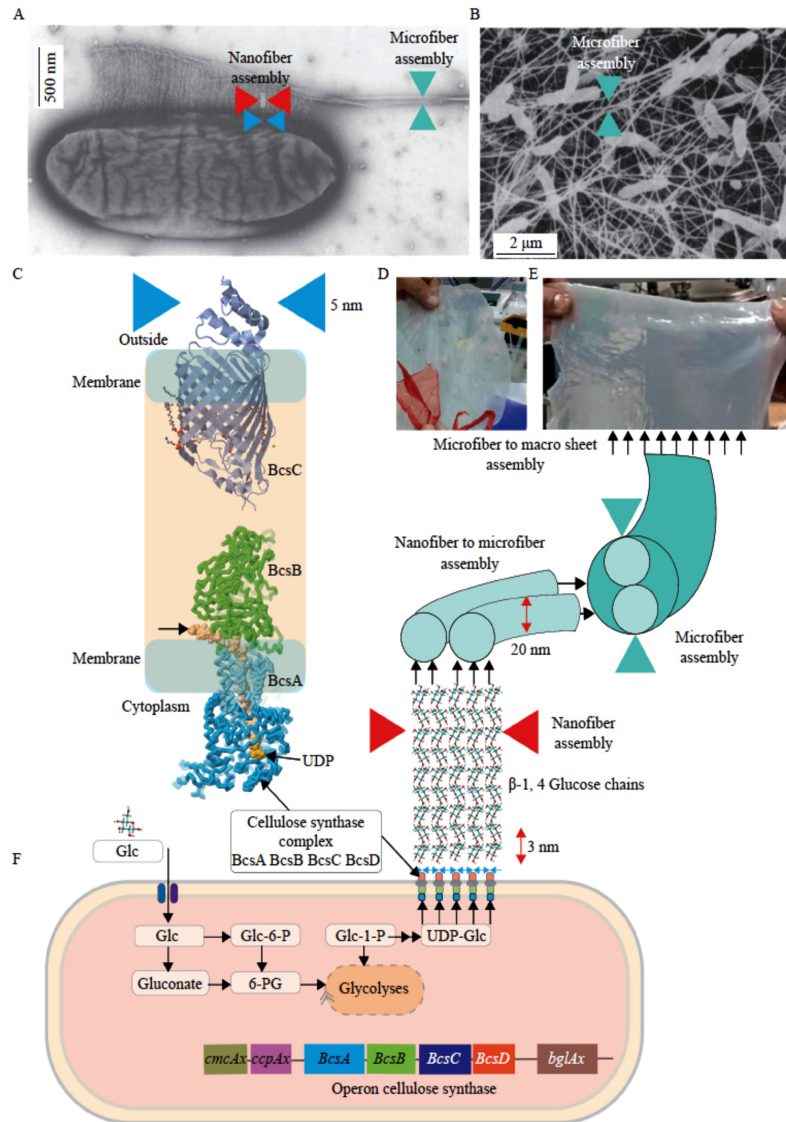 A
500 nm
Nanofiber
assembly
Microfiber
assembly
B
Microfiber
assembly
2 μm
C
5 nm
Outside
Membrane
BcsC
BcsB
Membrane
BcsA
Cytoplasm
UDP
D
E
Microfiber to macro sheet
assembly
Nanofiber to microfiber
assembly
20 nm
Microfiber
assembly
Nanofiber
assembly
β-1, 4 Glucose chains
3 nm
Cellulose synthase
complex
BcsA BcsB BcsC BcsD
F
Glc
Glc
Glc-6-P
Glc-1-P
UDP-Glc
Gluconate
6-PG
Glycolyses
cmcAx
ccpAx
BcsA
BcsB
BcsC
BcsD
bglAx
Operon cellulose synthase